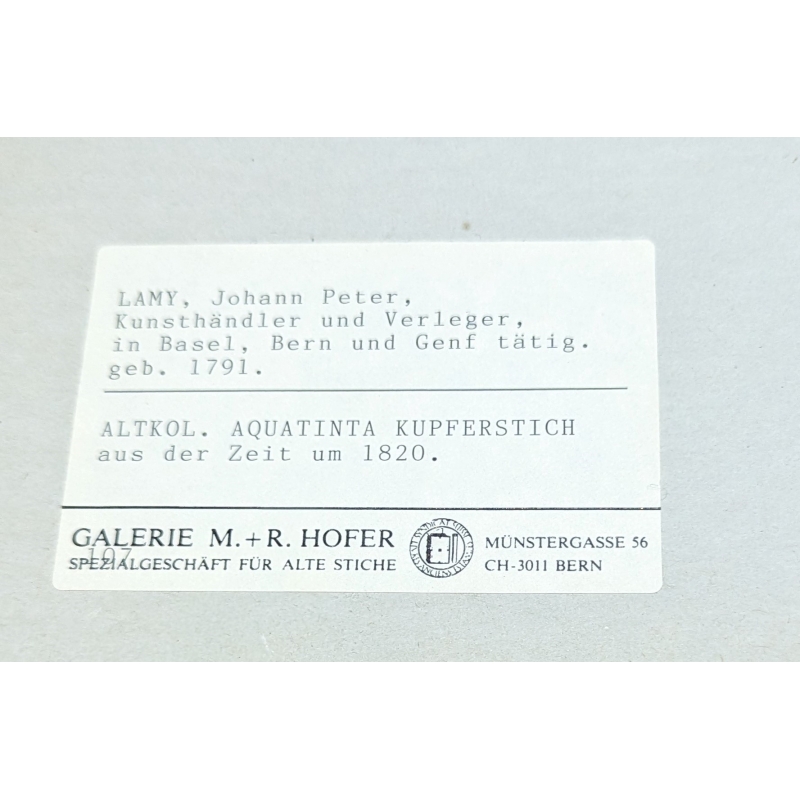 LAMY, Johann Peter,
Kunsthändler und Verleger,
in Basel, Bern und Genf tätig.
geb. 1791.
ALTKOL. AQUATINTA KUPFERSTICH
aus der Zeit um 1820.
GALERIE M. + R. HOFER
107
SPEZIALGESCHÄFT FÜR ALTE STICHE
MÜNSTERGASSE 56
CH-3011 BERN